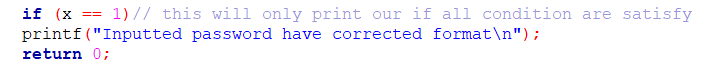 if (x == 1)// this will only print our if all condition are satisfy
printf("Inputted password have corrected format\n");
return 0;